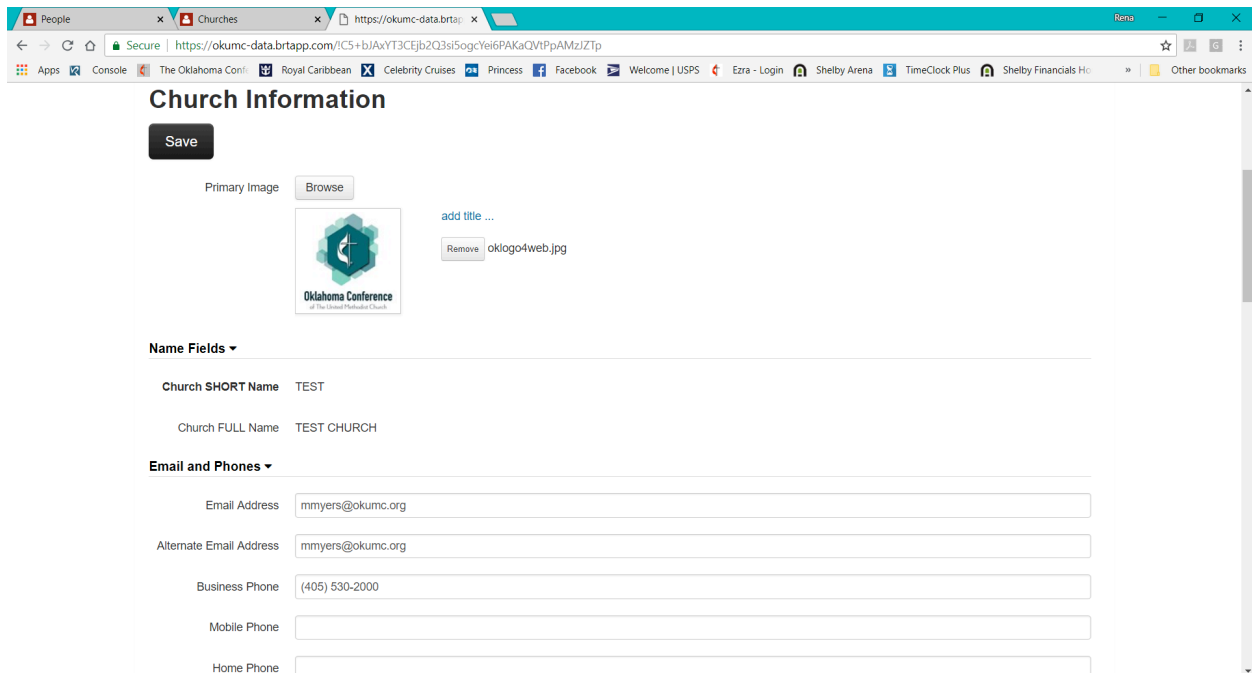 People
Churches
https://okumc-data.brtap
Rena
Secure
https://okumc-data.brtapp.com/!C5+bJAxYT3CEjb2Q3si5ogcYei6PAKaQVtPpAMzJZTp
Apps Console The Oklahoma Confe Royal Caribbean Celebrity Cruises Princess Facebook Welcome | USPS Ezra - Login Shelby Arena TimeClock Plus Shelby Financials Ho » Other bookmarks
Church Information
Save
Primary Image Browse
add title ...
Remove oklogo4web.jpg
Oklahoma Conference
of The United Methodist Church
Name Fields
Church SHORT Name TEST
Church FULL Name TEST CHURCH
Email and Phones
Email Address mmyers@okumc.org
Alternate Email Address mmyers@okumc.org
Business Phone (405) 530-2000
Mobile Phone
Home Phone